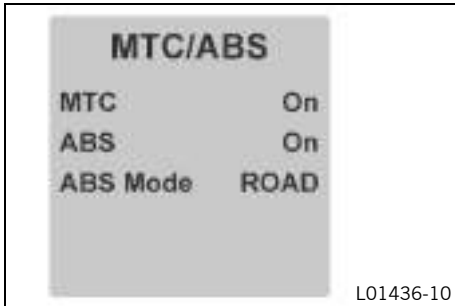 MTC/ABS
MTC On
ABS On
ABS Mode ROAD
L01436-10